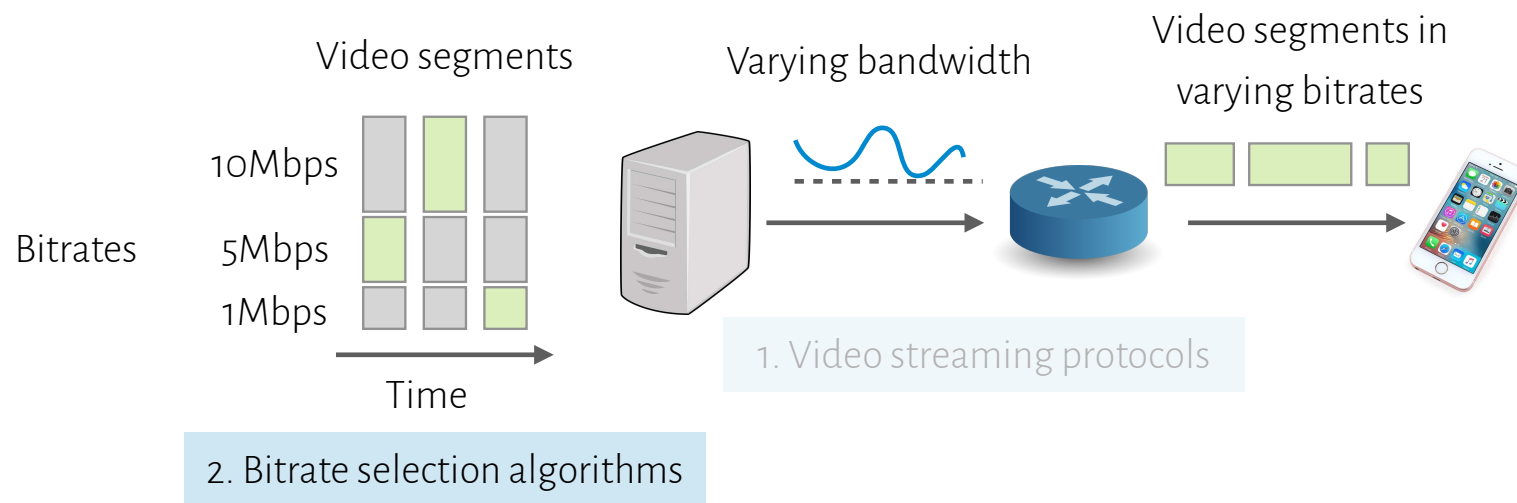 Video segments
Varying bandwidth
Video segments in
varying bitrates
10Mbps
Bitrates
5Mbps
1Mbps
1. Video streaming protocols
Time
2. Bitrate selection algorithms